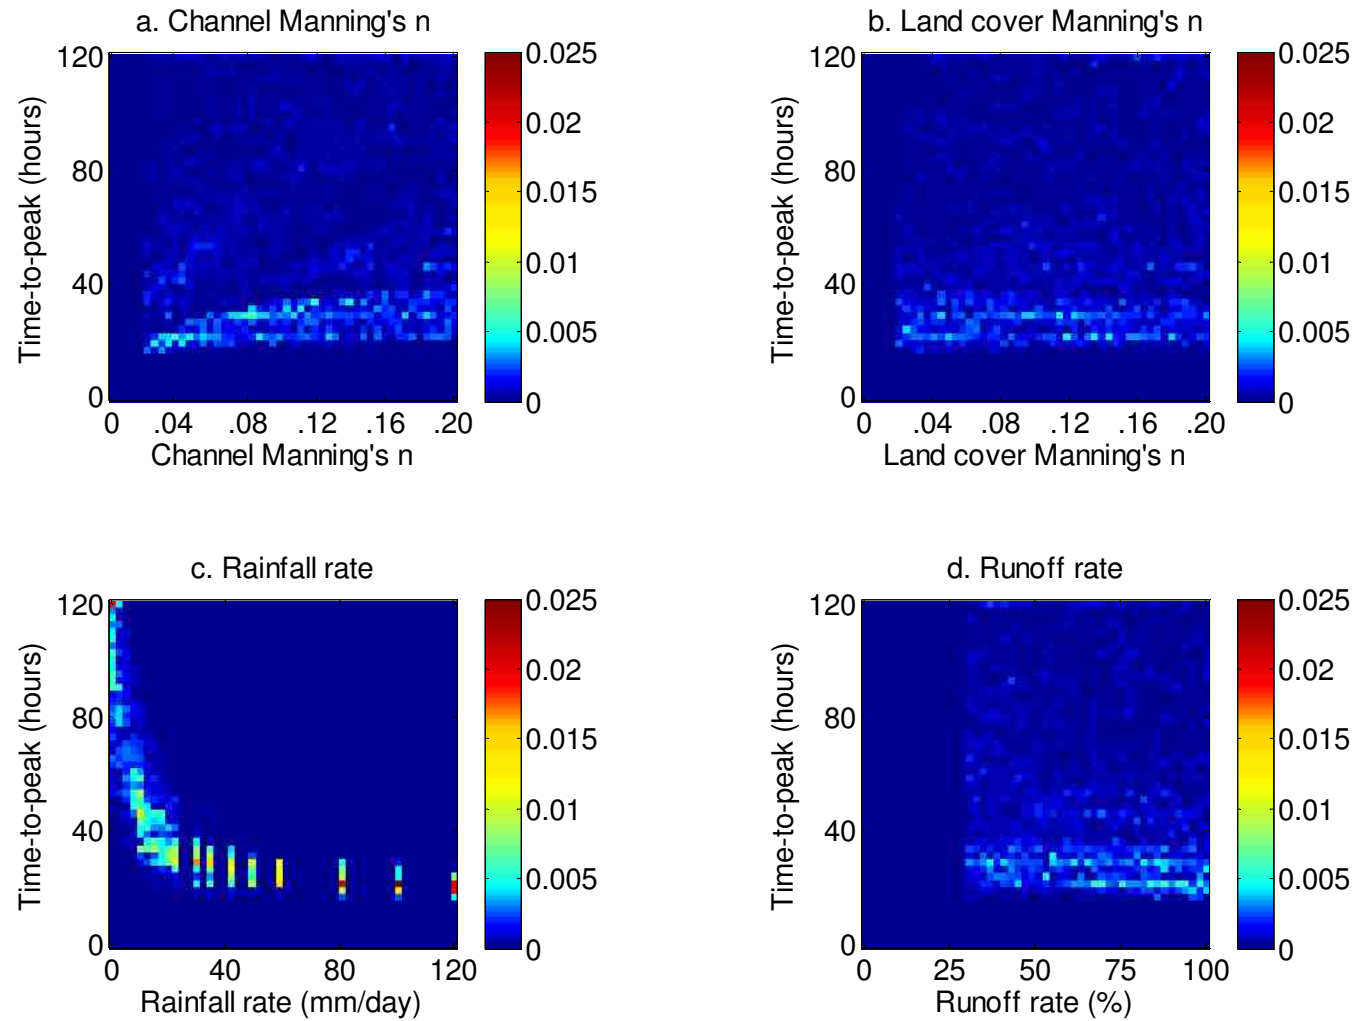 a. Channel Manning's n
120
80
40
0
Time-to-peak (hours)
0 .04 .08 .12 .16 .20
Channel Manning's n
0.025
0.02
0.015
0.01
0.005
0
b. Land cover Manning's n
120
80
40
0
Time-to-peak (hours)
0 .04 .08 .12 .16 .20
Land cover Manning's n
0.025
0.02
0.015
0.01
0.005
0
c. Rainfall rate
120
80
40
0
Time-to-peak (hours)
0 40 80 120
Rainfall rate (mm/day)
0.025
0.02
0.015
0.01
0.005
0
d. Runoff rate
120
80
40
0
Time-to-peak (hours)
0 25 50 75 100
Runoff rate (%)
0.025
0.02
0.015
0.01
0.005
0